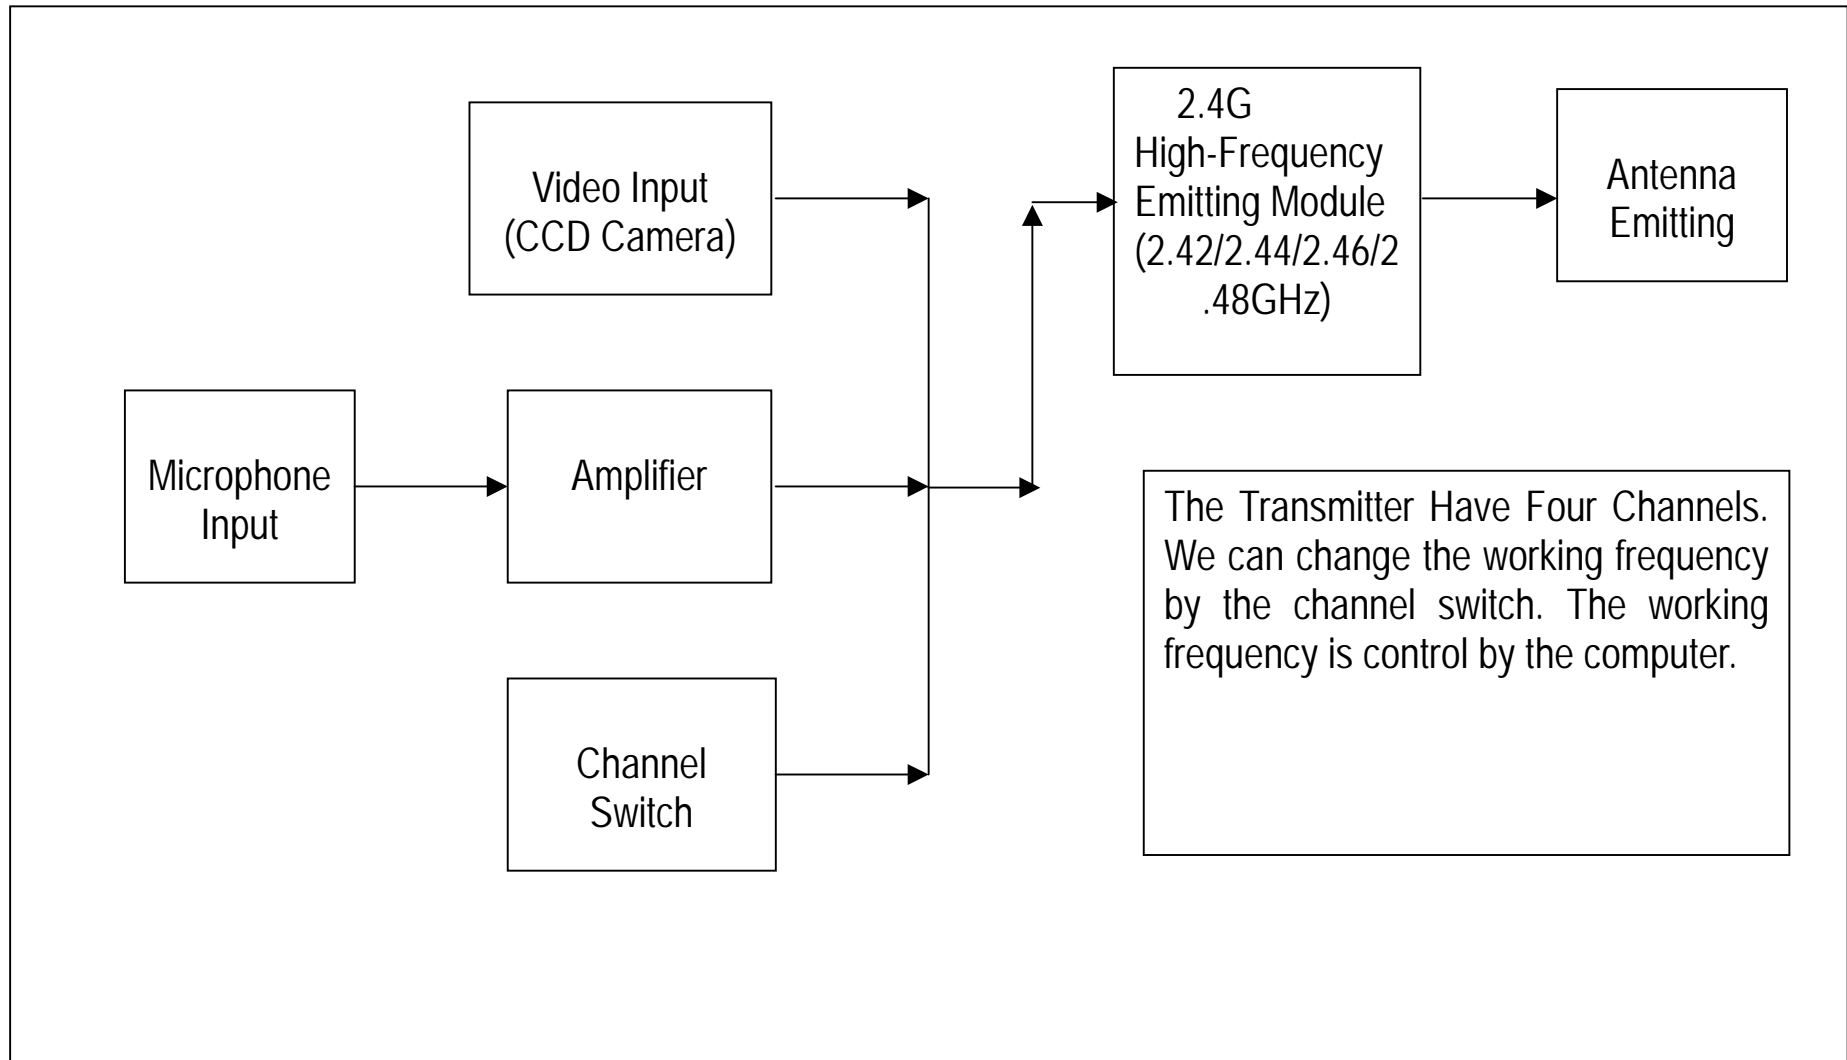 2.4G
High-Frequency
Emitting Module
(2.42/2.44/2.46/2
.48GHz)
Antenna
Emitting
Video Input
(CCD Camera)
Microphone
Input
Amplifier
Channel
Switch
The Transmitter Have Four Channels.
We can change the working frequency
by the channel switch. The working
frequency is control by the computer.